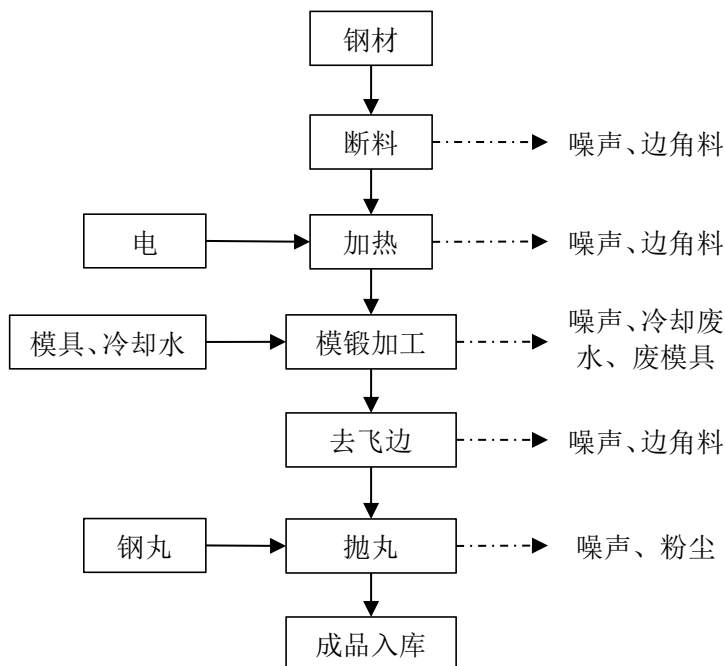 钢材
断料
噪声、边角料
电
加热
噪声、边角料
模具、冷却水
模锻加工
噪声、冷却废
水、废模具
去飞边
噪声、边角料
钢丸
抛丸
噪声、粉尘
成品入库